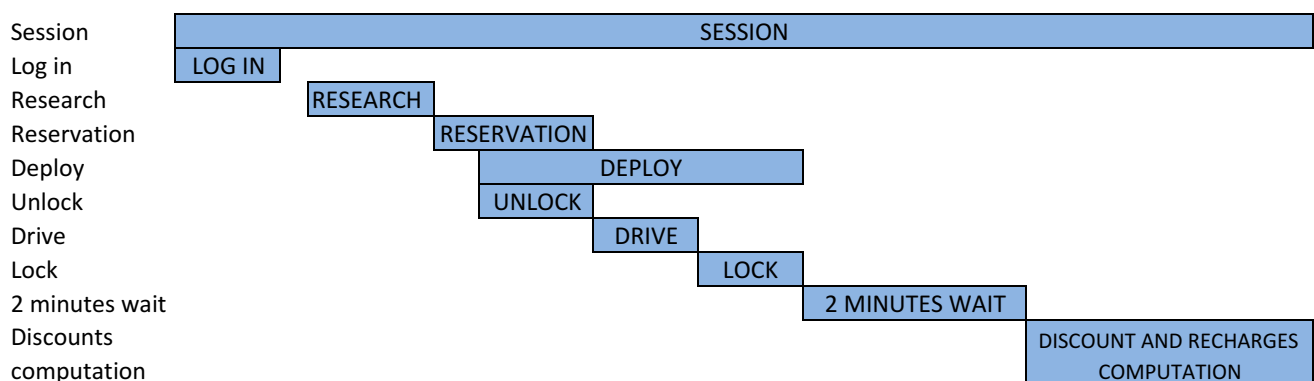 Session SESSION
Log in LOG IN
Research RESEARCH
Reservation RESERVATION
Deploy DEPLOY
Unlock UNLOCK
Drive DRIVE
Lock LOCK
2 minutes wait 2 MINUTES WAIT
Discounts DISCOUNT AND RECHARGES
computation COMPUTATION